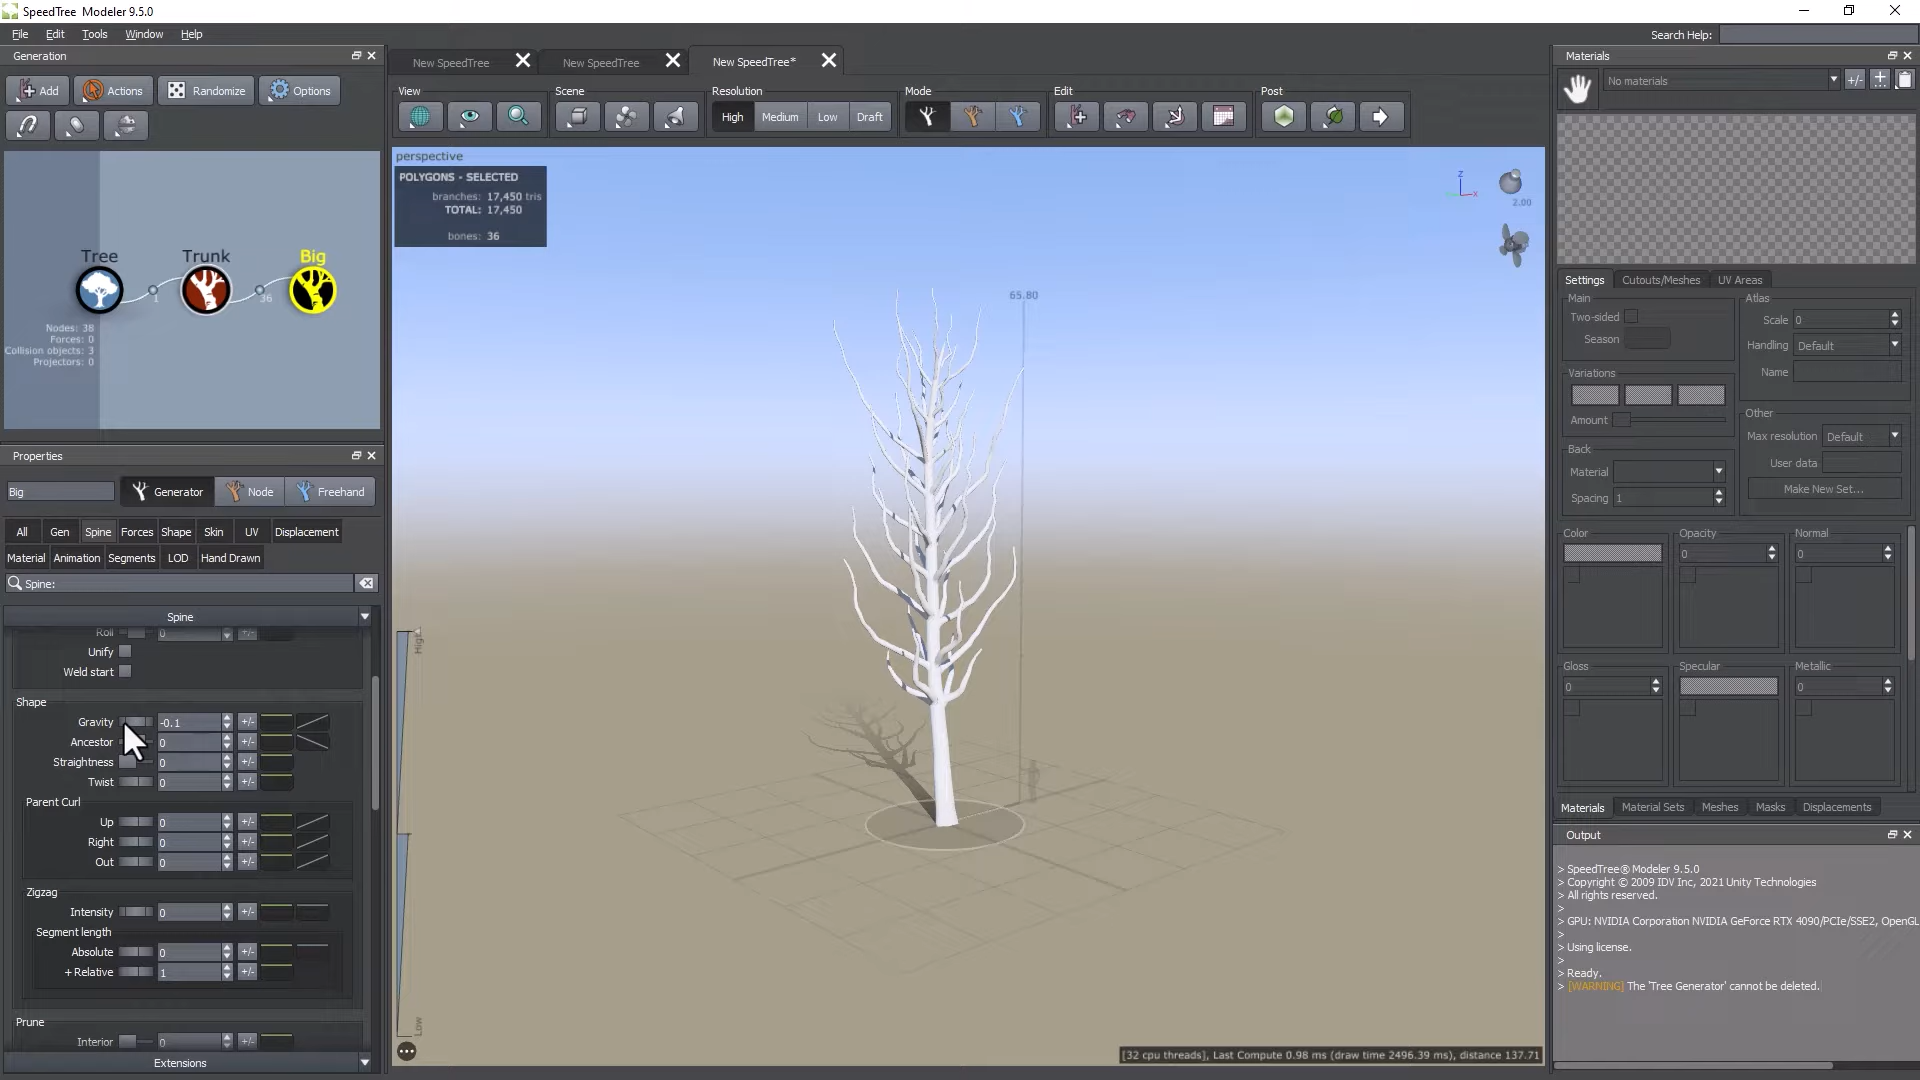 SpeedTree Modeler 9.5.0
File Edit Tools Window Help
Search Help:
Generation
Add Actions Randomize Options
Tree Trunk Big
1 36
Nodes: 38
Forces: 0
Collision objects: 3
Projectors: 0
Properties
Big Generator Node Freehand
All Gen Spine Forces Shape Skin UV Displacement
Material Animation Segments LOD Hand Drawn
Spine:
Spine
Roll 0 +/-
Unify
Weld start
Shape
Gravity -0.1 +/-
Ancestor 0 +/-
Straightness 0 +/-
Twist 0 +/-
Parent Curl
Up 0 +/-
Right 0 +/-
Out 0 +/-
Zigzag
Intensity 0 +/-
Segment length
Absolute 0 +/-
+ Relative 1 +/-
Prune
Interior 0 +/-
Extensions
New SpeedTree New SpeedTree New SpeedTree*
View Scene Resolution Mode Edit Post
High Medium Low Draft
perspective
POLYGONS - SELECTED
branches: 17,450 tris
TOTAL: 17,450
bones: 36
z
x
2.00
65.80
High
Low
[32 cpu threads], Last Compute 0.98 ms (draw time 2496.39 ms), distance 137.71
Materials
No materials +/-
Settings Cutouts/Meshes UV Areas
Main
Two-sided
Season
Atlas
Scale 0
Handling Default
Name
Variations
Amount
Other
Max resolution Default
User data
Make New Set...
Back
Material
Spacing 1
Color Opacity Normal
0 0
Gloss Specular Metallic
0 0
Materials Material Sets Meshes Masks Displacements
Output
> SpeedTree® Modeler 9.5.0
> Copyright © 2009 IDV Inc, 2021 Unity Technologies
> All rights reserved.
>
> GPU: NVIDIA Corporation NVIDIA GeForce RTX 4090/PCIe/SSE2, OpenGL
>
> Using license.
>
> Ready.
> [WARNING] The 'Tree Generator' cannot be deleted.